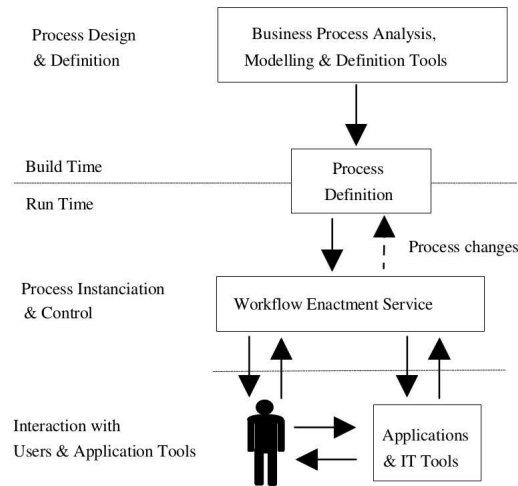 Process Design
& Definition
Business Process Analysis,
Modelling & Definition Tools
Build Time
Run Time
Process
Definition
Process changes
Process Instanciation
& Control
Workflow Enactment Service
Interaction with
Users & Application Tools
Applications
& IT Tools